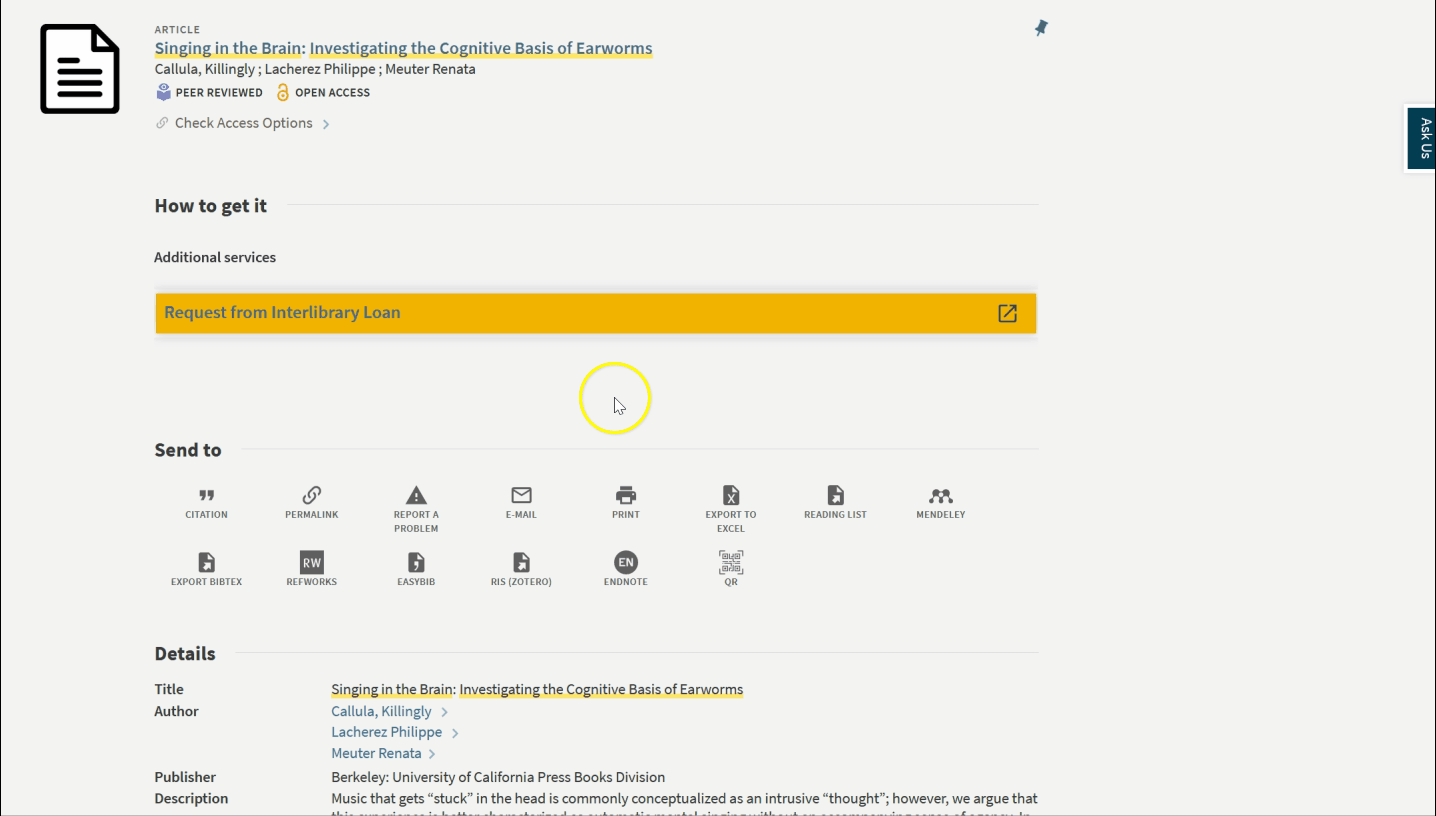 ARTICLE
Singing in the Brain: Investigating the Cognitive Basis of Earworms
Callula, Killingly ; Lacherez Philippe ; Meuter Renata
PEER REVIEWED OPEN ACCESS
Check Access Options
Ask Us
How to get it
Additional services
Request from Interlibrary Loan
Send to
CITATION PERMALINK REPORT A PROBLEM E-MAIL PRINT EXPORT TO EXCEL READING LIST MENDELEY
RW EN
EXPORT BIBTEX REFWORKS EASYBIB RIS (ZOTERO) ENDNOTE QR
Details
Title Singing in the Brain: Investigating the Cognitive Basis of Earworms
Author Callula, Killingly
Lacherez Philippe
Meuter Renata
Publisher Berkeley: University of California Press Books Division
Description Music that gets “stuck” in the head is commonly conceptualized as an intrusive “thought”; however, we argue that